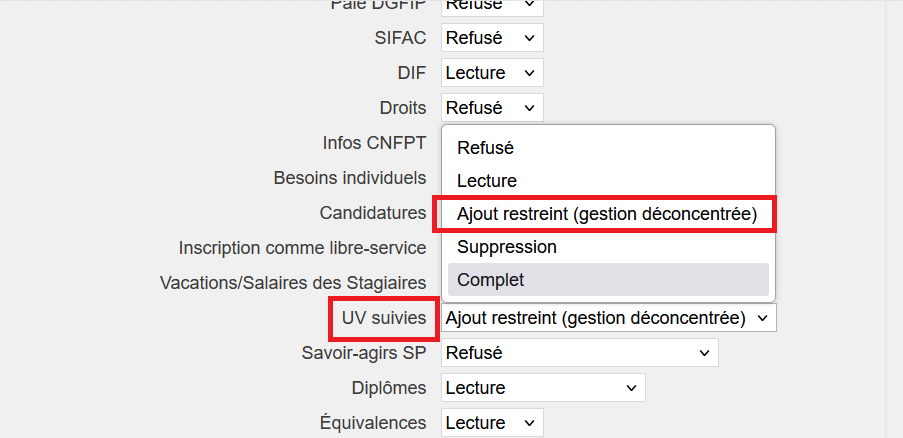 Paie DGFIP Refusé
SIFAC Refusé
DIF Lecture
Droits Refusé
Infos CNFPT
Refusé
Besoins individuels
Lecture
Candidatures
Ajout restreint (gestion déconcentrée)
Inscription comme libre-service
Suppression
Vacations/Salaires des Stagiaires
Complet
UV suivies Ajout restreint (gestion déconcentrée)
Savoir-agirs SP Refusé
Diplômes Lecture
Équivalences Lecture